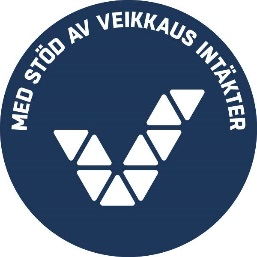 MED STÖD AV VEIKKAUS INTÄKTER